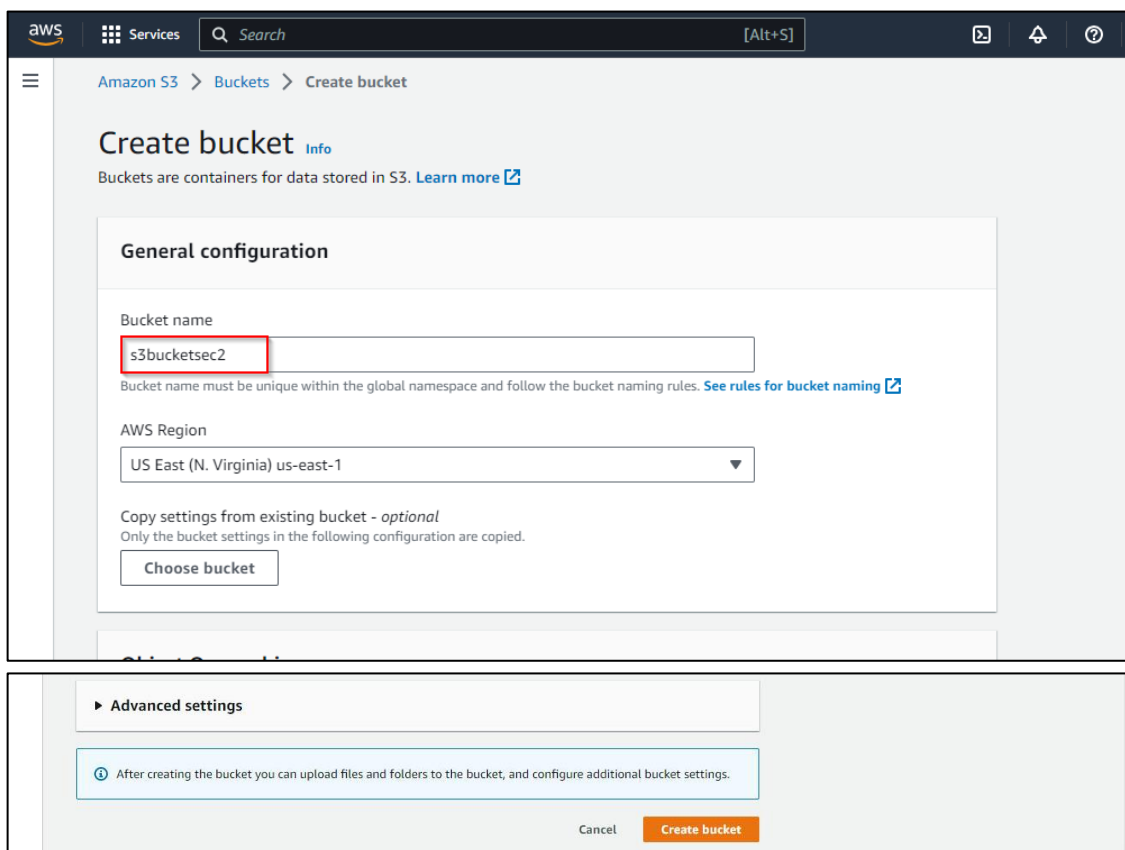 aws
Services
Search [Alt+S]
Amazon S3 > Buckets > Create bucket
Create bucket Info
Buckets are containers for data stored in S3. Learn more
General configuration
Bucket name
s3bucketsec2
Bucket name must be unique within the global namespace and follow the bucket naming rules. See rules for bucket naming
AWS Region
US East (N. Virginia) us-east-1
Copy settings from existing bucket - optional
Only the bucket settings in the following configuration are copied.
Choose bucket
Advanced settings
After creating the bucket you can upload files and folders to the bucket, and configure additional bucket settings.
Cancel Create bucket